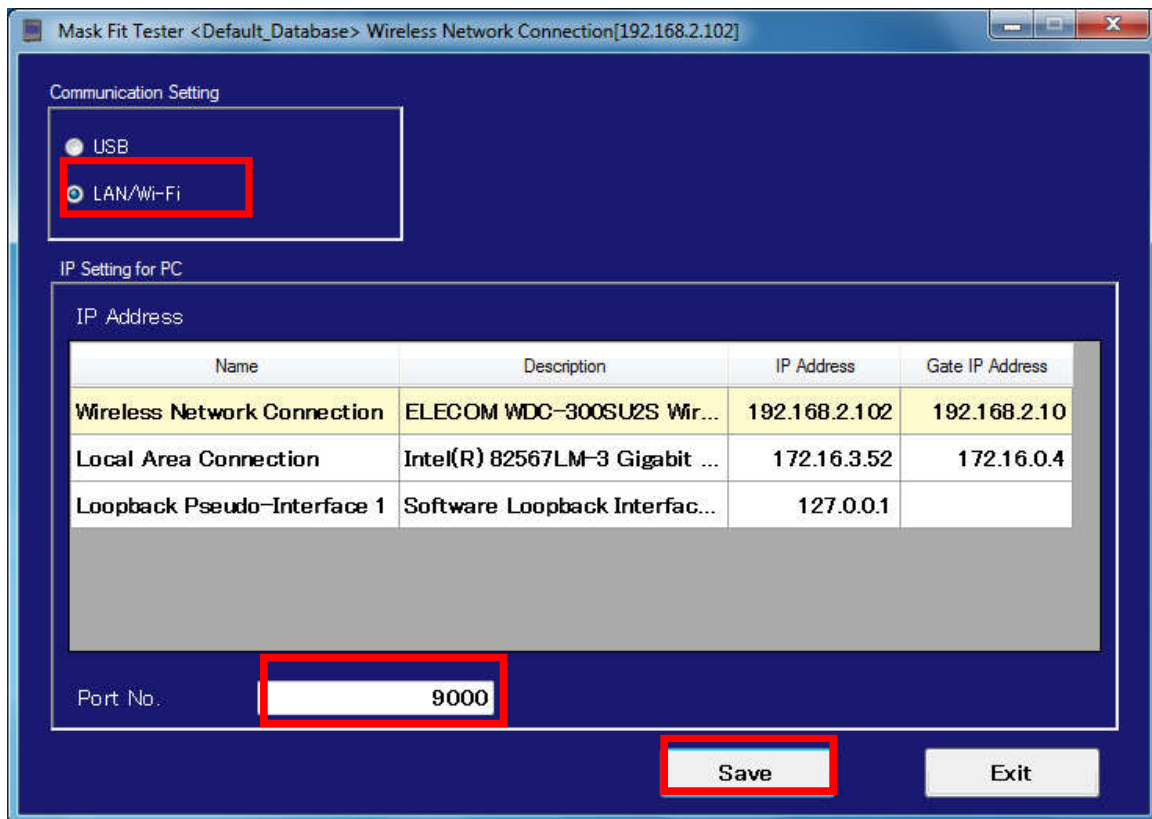 Mask Fit Tester <Default_Database> Wireless Network Connection[192.168.2.102]
Communication Setting
USB
LAN/Wi-Fi
IP Setting for PC
IP Address
Name Description IP Address Gate IP Address
Wireless Network Connection ELECOM WDC-300SU2S Wir... 192.168.2.102 192.168.2.10
Local Area Connection Intel(R) 82567LM-3 Gigabit ... 172.16.3.52 172.16.0.4
Loopback Pseudo-Interface 1 Software Loopback Interfac... 127.0.0.1
Port No. 9000
Save Exit